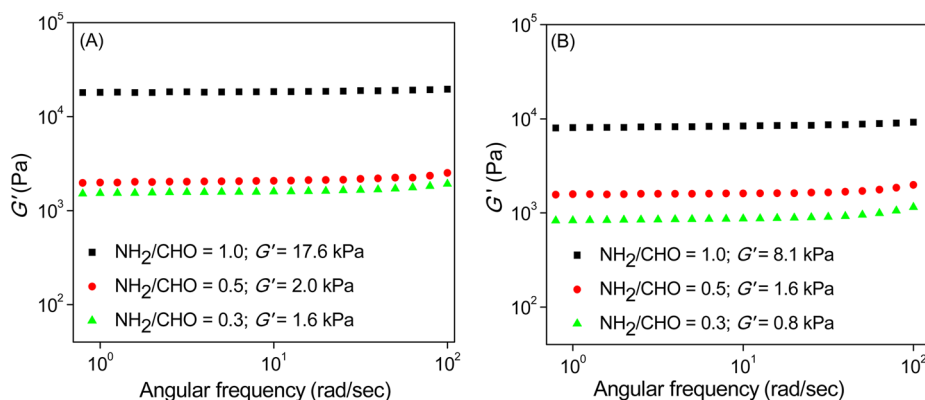 (A)
10⁵
10⁴
10³
10²
G′ (Pa)
NH₂/CHO = 1.0; G′ = 17.6 kPa
NH₂/CHO = 0.5; G′ = 2.0 kPa
NH₂/CHO = 0.3; G′ = 1.6 kPa
10⁰ 10¹ 10²
Angular frequency (rad/sec)
(B)
10⁵
10⁴
10³
10²
G′ (Pa)
NH₂/CHO = 1.0; G′ = 8.1 kPa
NH₂/CHO = 0.5; G′ = 1.6 kPa
NH₂/CHO = 0.3; G′ = 0.8 kPa
10⁰ 10¹ 10²
Angular frequency (rad/sec)